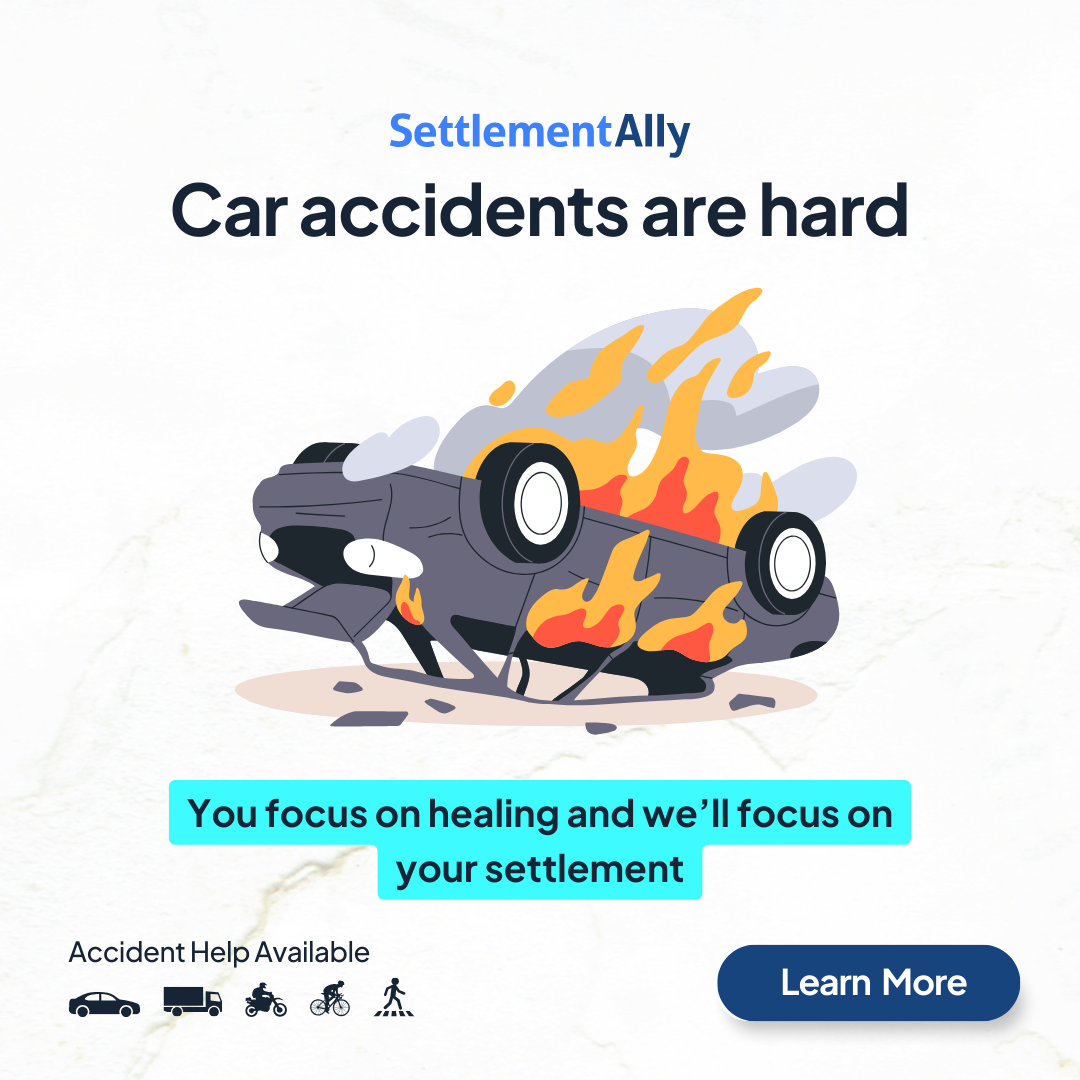 SettlementAlly
Car accidents are hard
You focus on healing and we’ll focus on
your settlement
Accident Help Available
Learn More